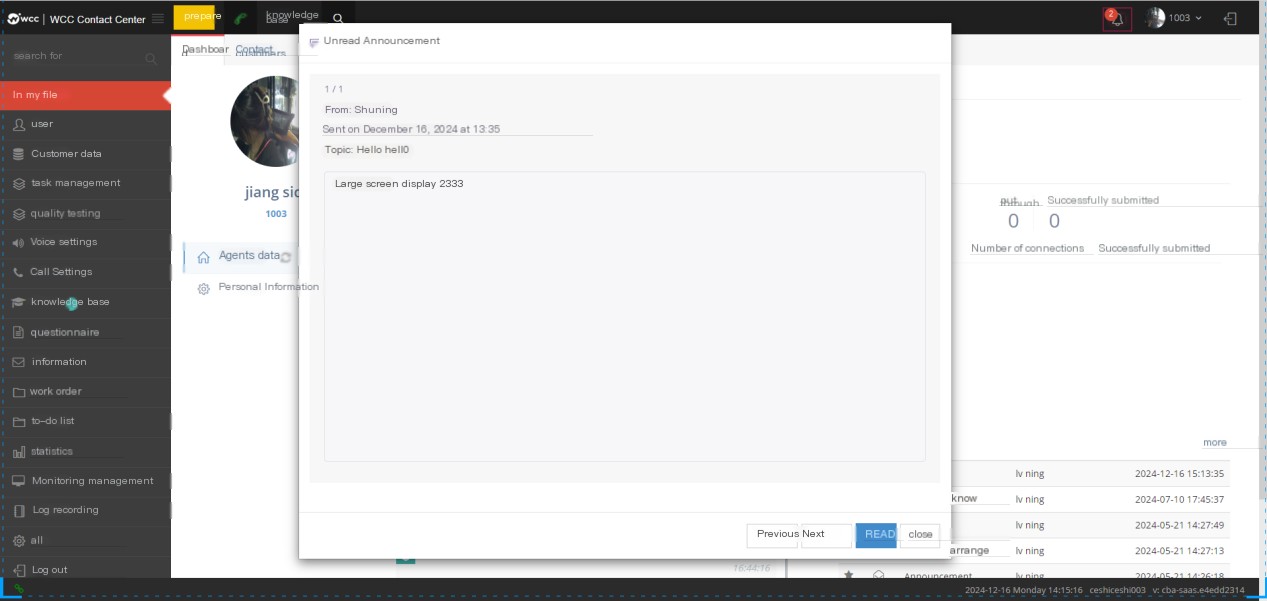 wcc | WCC Contact Center
prepare
knowledge
base
2
1003
search for
Dashboar
Contact
customers
Unread Announcement
In my file
user
Customer data
task management
quality testing
Voice settings
Call Settings
knowledge base
questionnaire
information
work order
to-do list
statistics
Monitoring management
Log recording
all
Log out
jiang sic
1003
Agents data
Personal Information
1 / 1
From: Shuning
Sent on December 16, 2024 at 13:35
Topic: Hello hell0
Large screen display 2333
Previous Next READ close
through
Successfully submitted
0 0
Number of connections Successfully submitted
more
lv ning 2024-12-16 15:13:35
know lv ning 2024-07-10 17:45:37
lv ning 2024-05-21 14:27:49
arrange lv ning 2024-05-21 14:27:13
Announcement lv ning 2024-05-21 14:26:18
16:44:16
2024-12-16 Monday 14:15:16 ceshiceshi003 v: cba-saas.e4edd2314